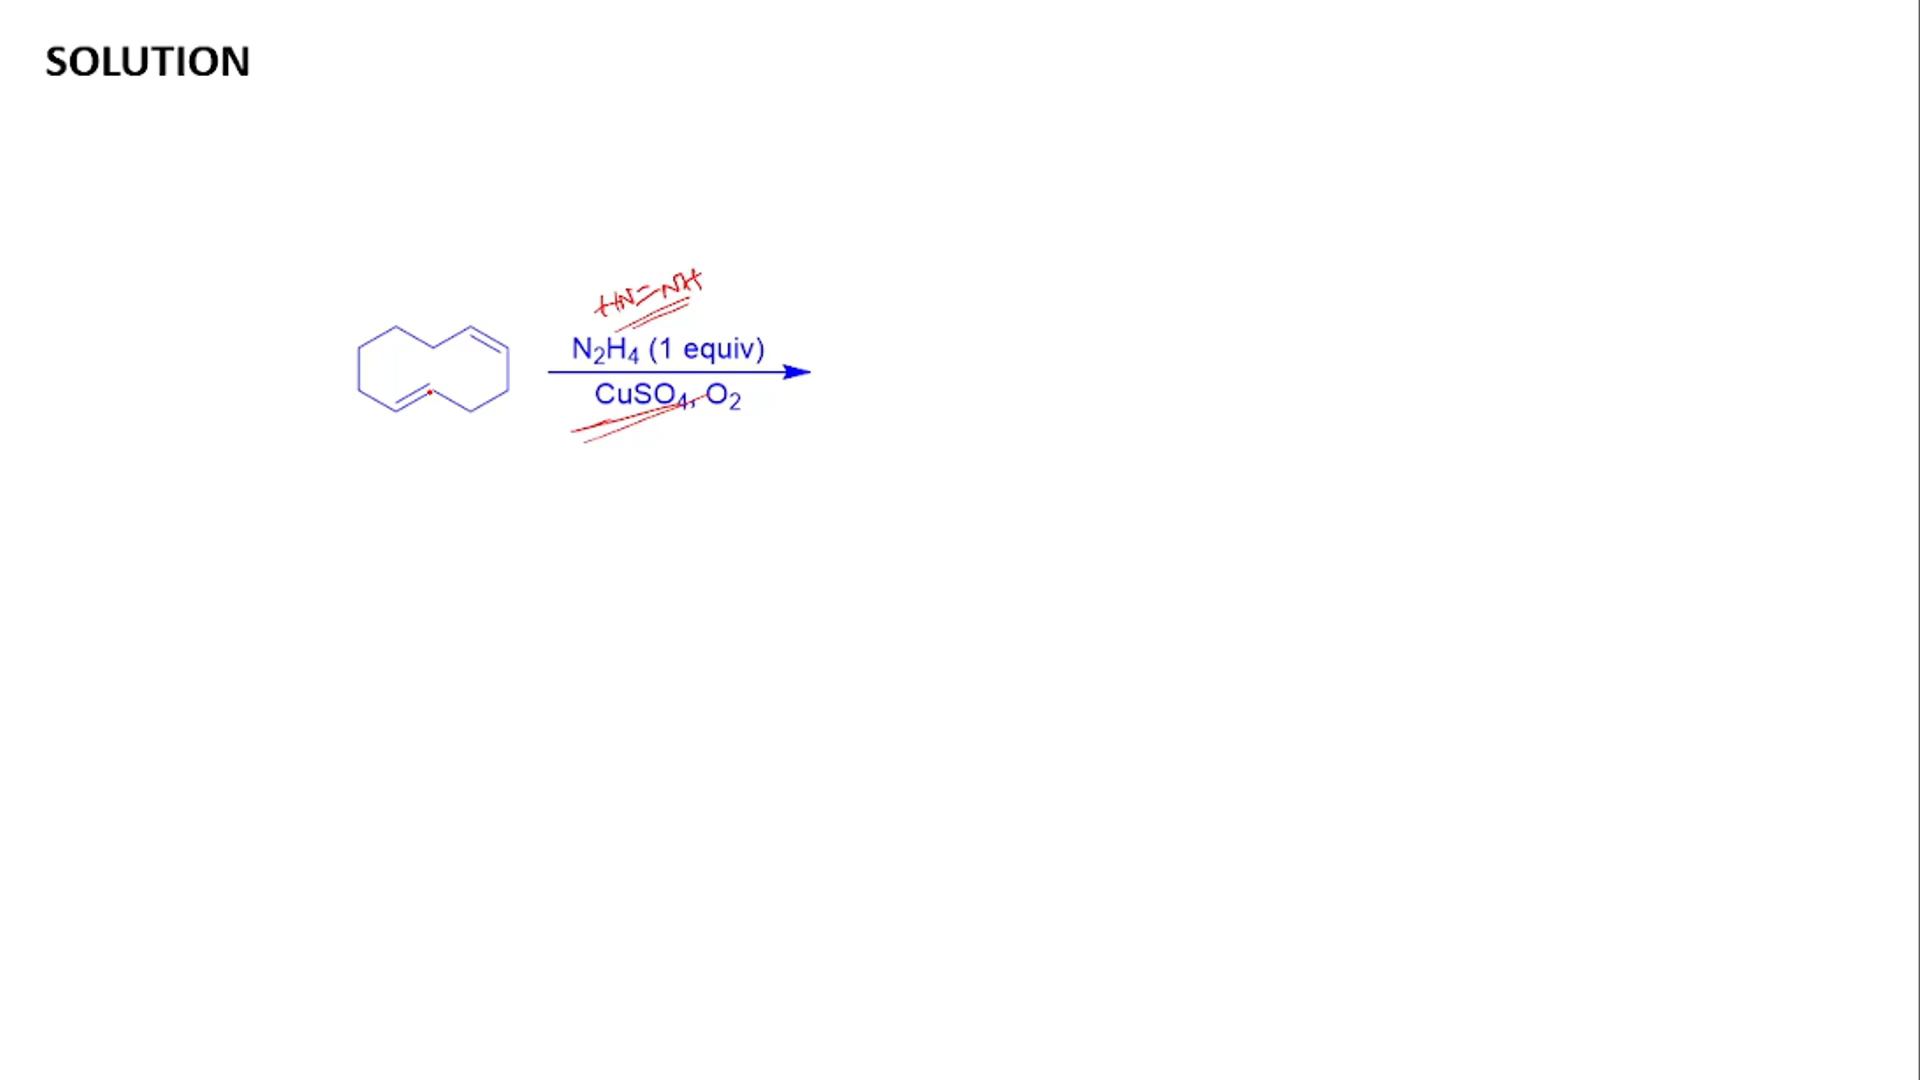 SOLUTION
HN=NH
N₂H₄ (1 equiv)
CuSO₄, O₂